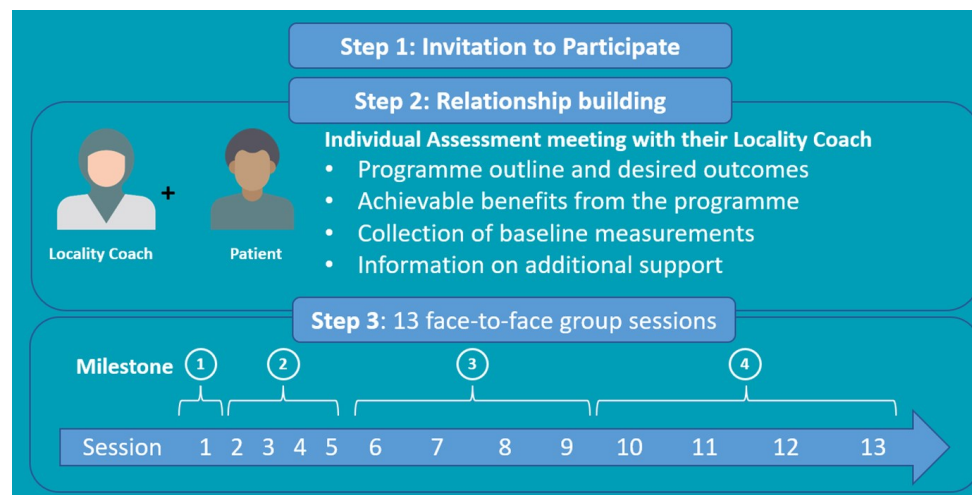 Step 1: Invitation to Participate
Step 2: Relationship building
Individual Assessment meeting with their Locality Coach
• Programme outline and desired outcomes
• Achievable benefits from the programme
• Collection of baseline measurements
• Information on additional support
+
Locality Coach
Patient
Step 3: 13 face-to-face group sessions
Milestone 1 2 3 4
Session 1 2 3 4 5 6 7 8 9 10 11 12 13